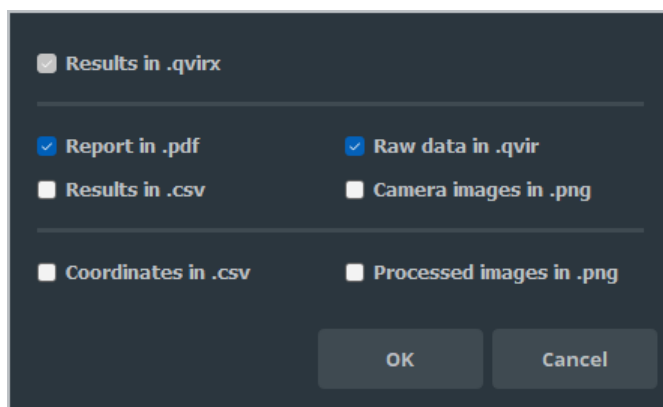 Results in .qvirx
Report in .pdf
Raw data in .qvir
Results in .csv
Camera images in .png
Coordinates in .csv
Processed images in .png
OK
Cancel